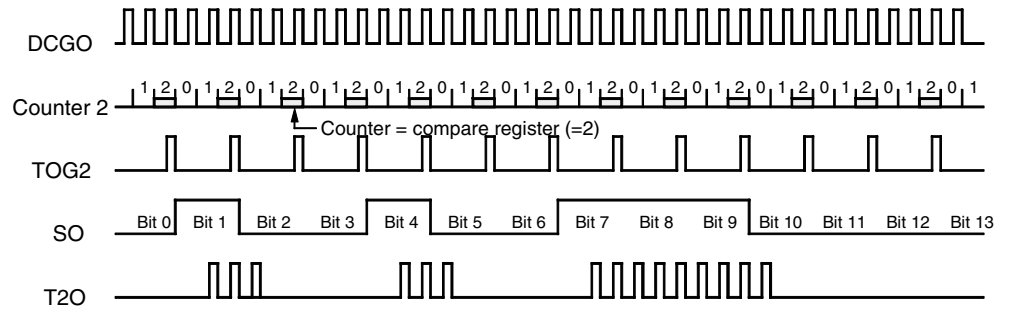 DCGO
Counter 2 1 2 0 1 2 0 1 2 0 1 2 0 1 2 0 1 2 0 1 2 0 1 2 0 1 2 0 1 2 0 1 2 0 1 2 0 1 2 0 1
Counter = compare register (=2)
TOG2
SO Bit 0 Bit 1 Bit 2 Bit 3 Bit 4 Bit 5 Bit 6 Bit 7 Bit 8 Bit 9 Bit 10 Bit 11 Bit 12 Bit 13
T2O